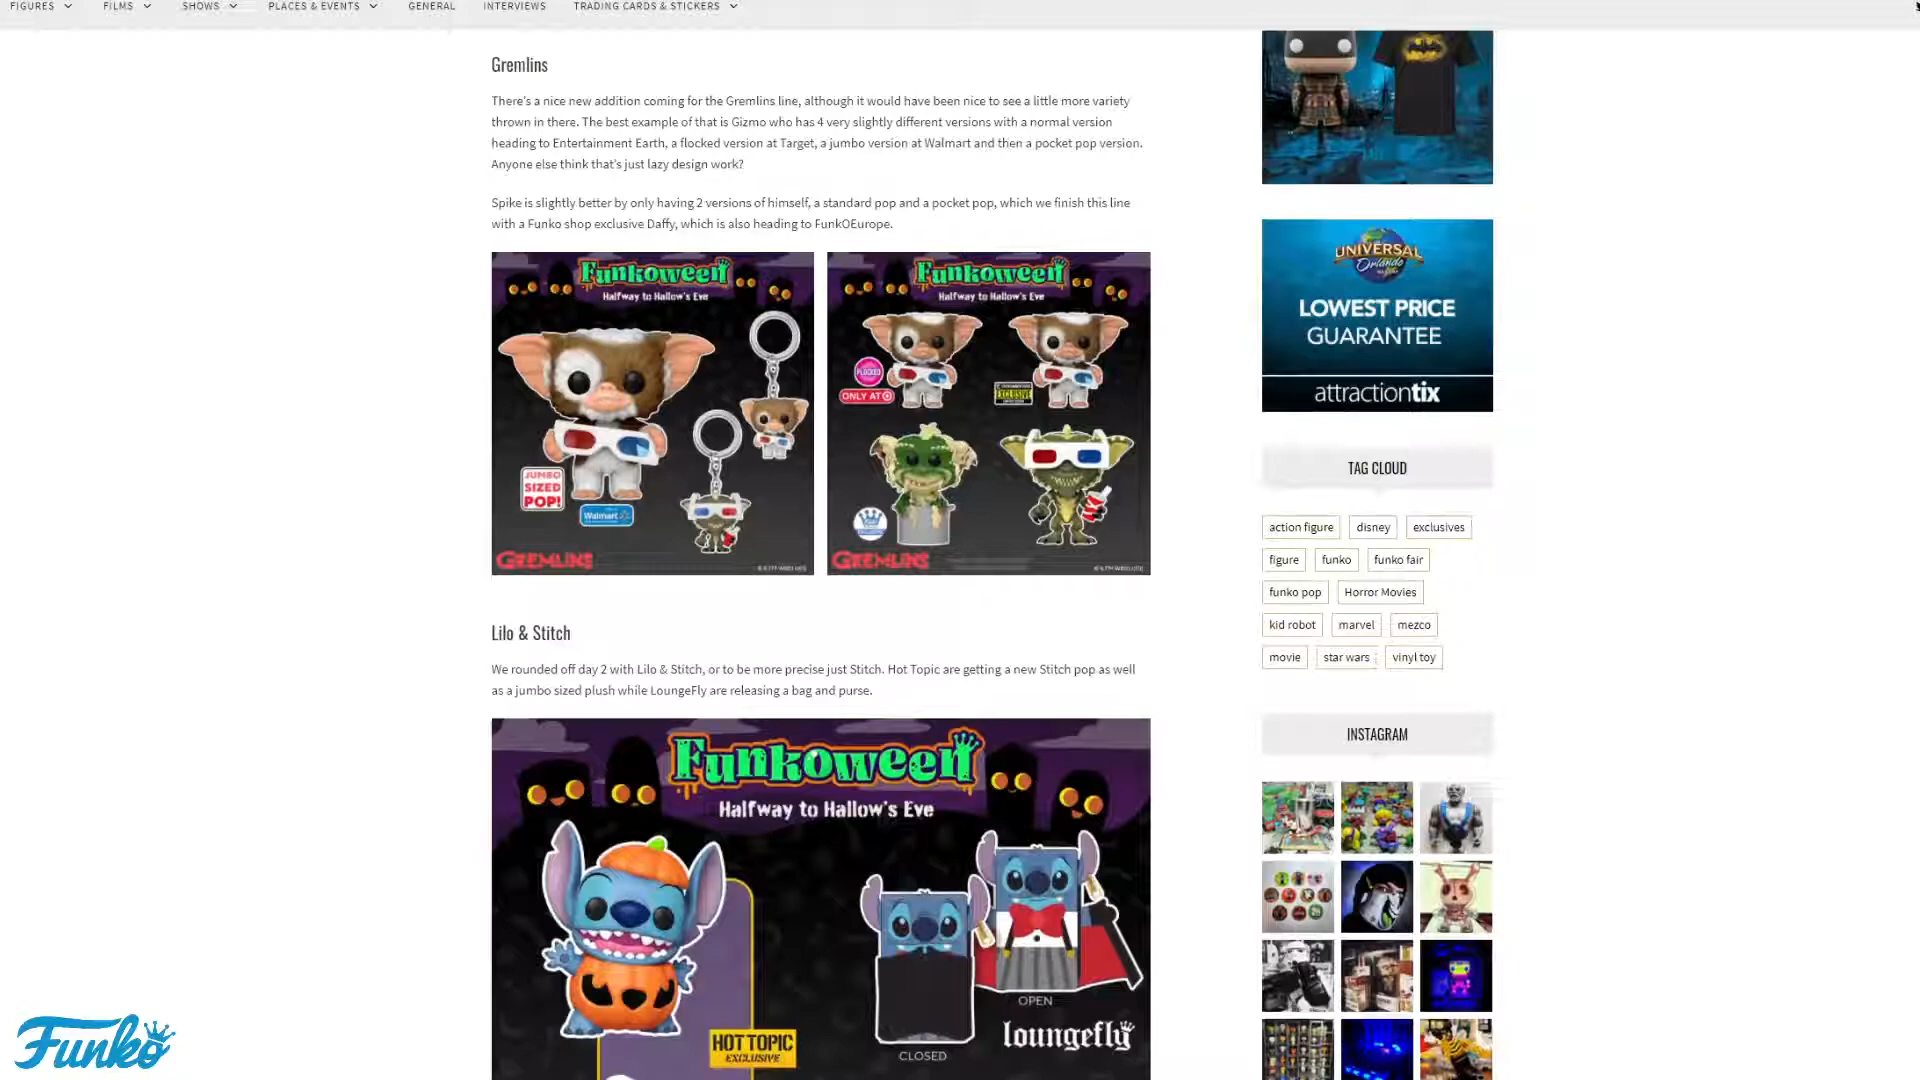 FIGURES
FILMS
SHOWS
PLACES & EVENTS
GENERAL
INTERVIEWS
TRADING CARDS & STICKERS
Gremlins
There's a nice new addition coming for the Gremlins line, although it would have been nice to see a little more variety
thrown in there. The best example of that is Gizmo who has 4 very slightly different versions with a normal version
heading to Entertainment Earth, a flocked version at Target, a jumbo version at Walmart and then a pocket pop version.
Anyone else think that's just lazy design work?
Spike is slightly better by only having 2 versions of himself, a standard pop and a pocket pop, which we finish this line
with a Funko shop exclusive Daffy, which is also heading to FunkOEurope.
Funkoween
Halfway to Hallow's Eve
JUMBO
SIZED
POP!
Walmart
GREMLINS
Funkoween
Halfway to Hallow's Eve
FLOCKED
ONLY AT
EXCLUSIVE
GREMLINS
Lilo & Stitch
We rounded off day 2 with Lilo & Stitch, or to be more precise just Stitch. Hot Topic are getting a new Stitch pop as well
as a jumbo sized plush while LoungeFly are releasing a bag and purse.
Funkoween
Halfway to Hallow's Eve
HOT TOPIC
EXCLUSIVE
OPEN
CLOSED
loungefly
UNIVERSAL
Orlando
LOWEST PRICE
GUARANTEE
attractiontix
TAG CLOUD
action figure
disney
exclusives
figure
funko
funko fair
funko pop
Horror Movies
kid robot
marvel
mezco
movie
star wars
vinyl toy
INSTAGRAM
Funko